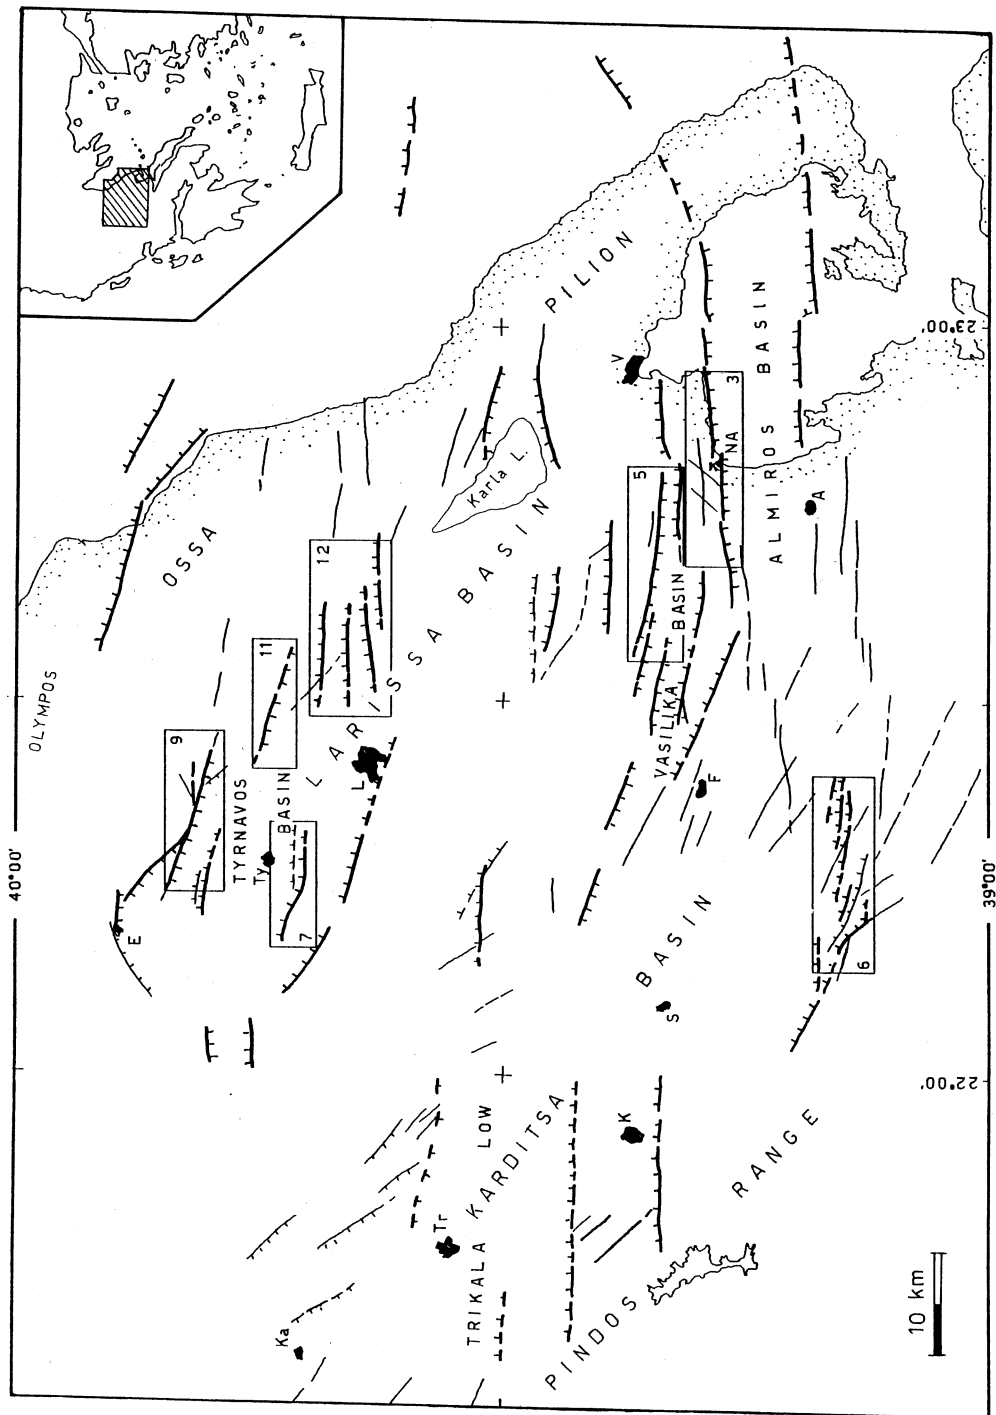 OLYMPOS
OSSA
PILION
Karla L.
9
11
12
TYRNAVOS
BASIN
Ty
E
7
L
LARISSA BASIN
V
3
NA
5
ALMIROS BASIN
A
VASILIKA BASIN
F
6
BASIN
S
K
TRIKALA KARDITSA
LOW
Tr
Ka
PINDOS RANGE
40°00'
39°00'
23°00'
22°00'
10 km